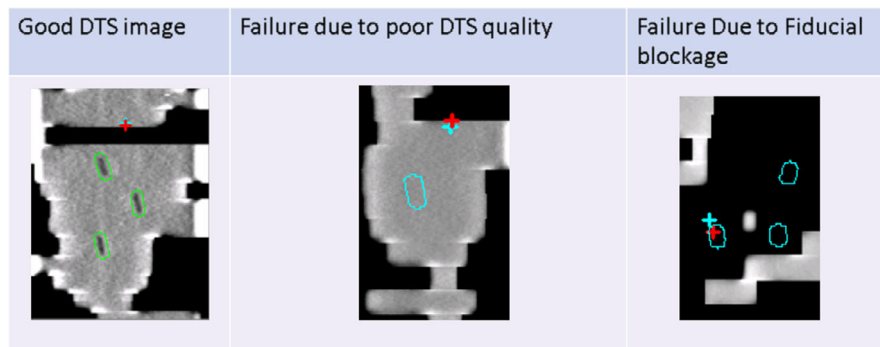 Good DTS image
Failure due to poor DTS quality
Failure Due to Fiducial
blockage